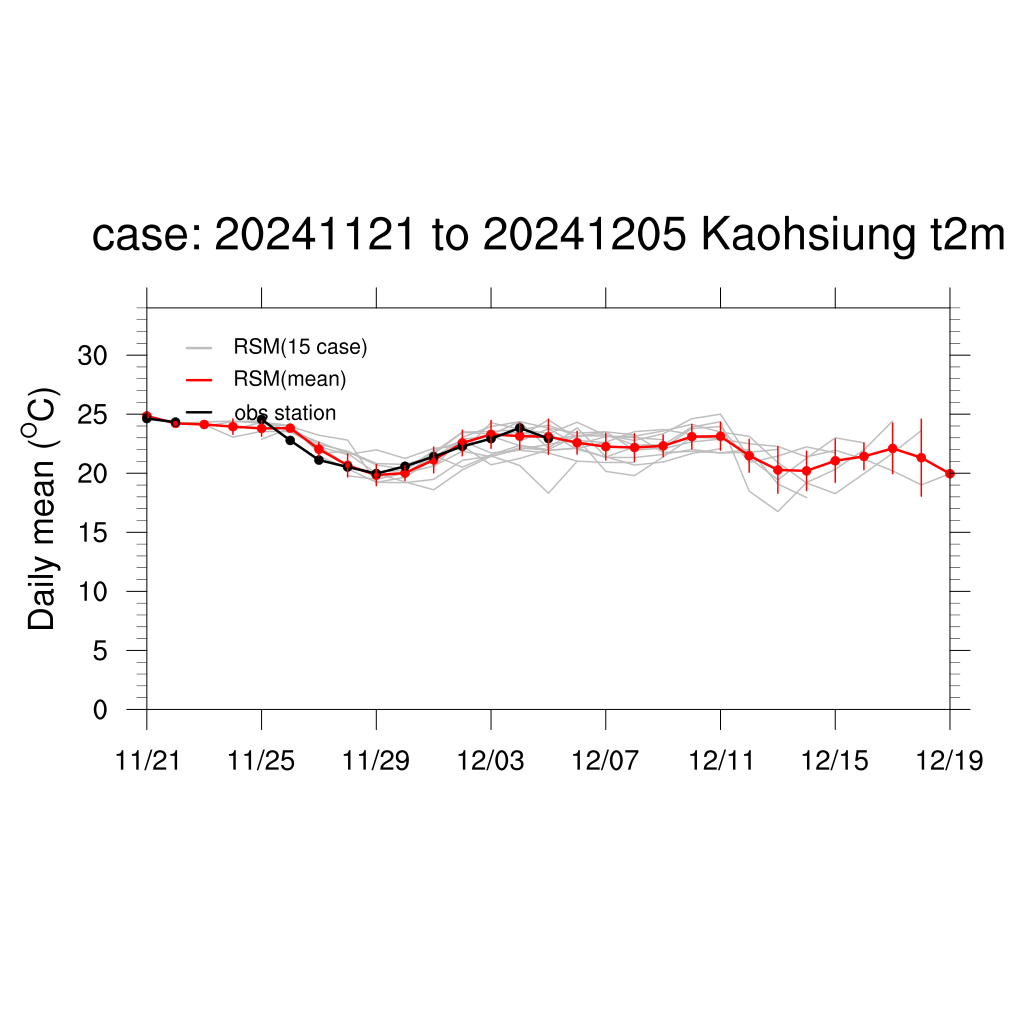 case: 20241121 to 20241205 Kaohsiung t2m
RSM(15 case)
RSM(mean)
obs station
Daily mean (°C)
30
25
20
15
10
5
0
11/21 11/25 11/29 12/03 12/07 12/11 12/15 12/19